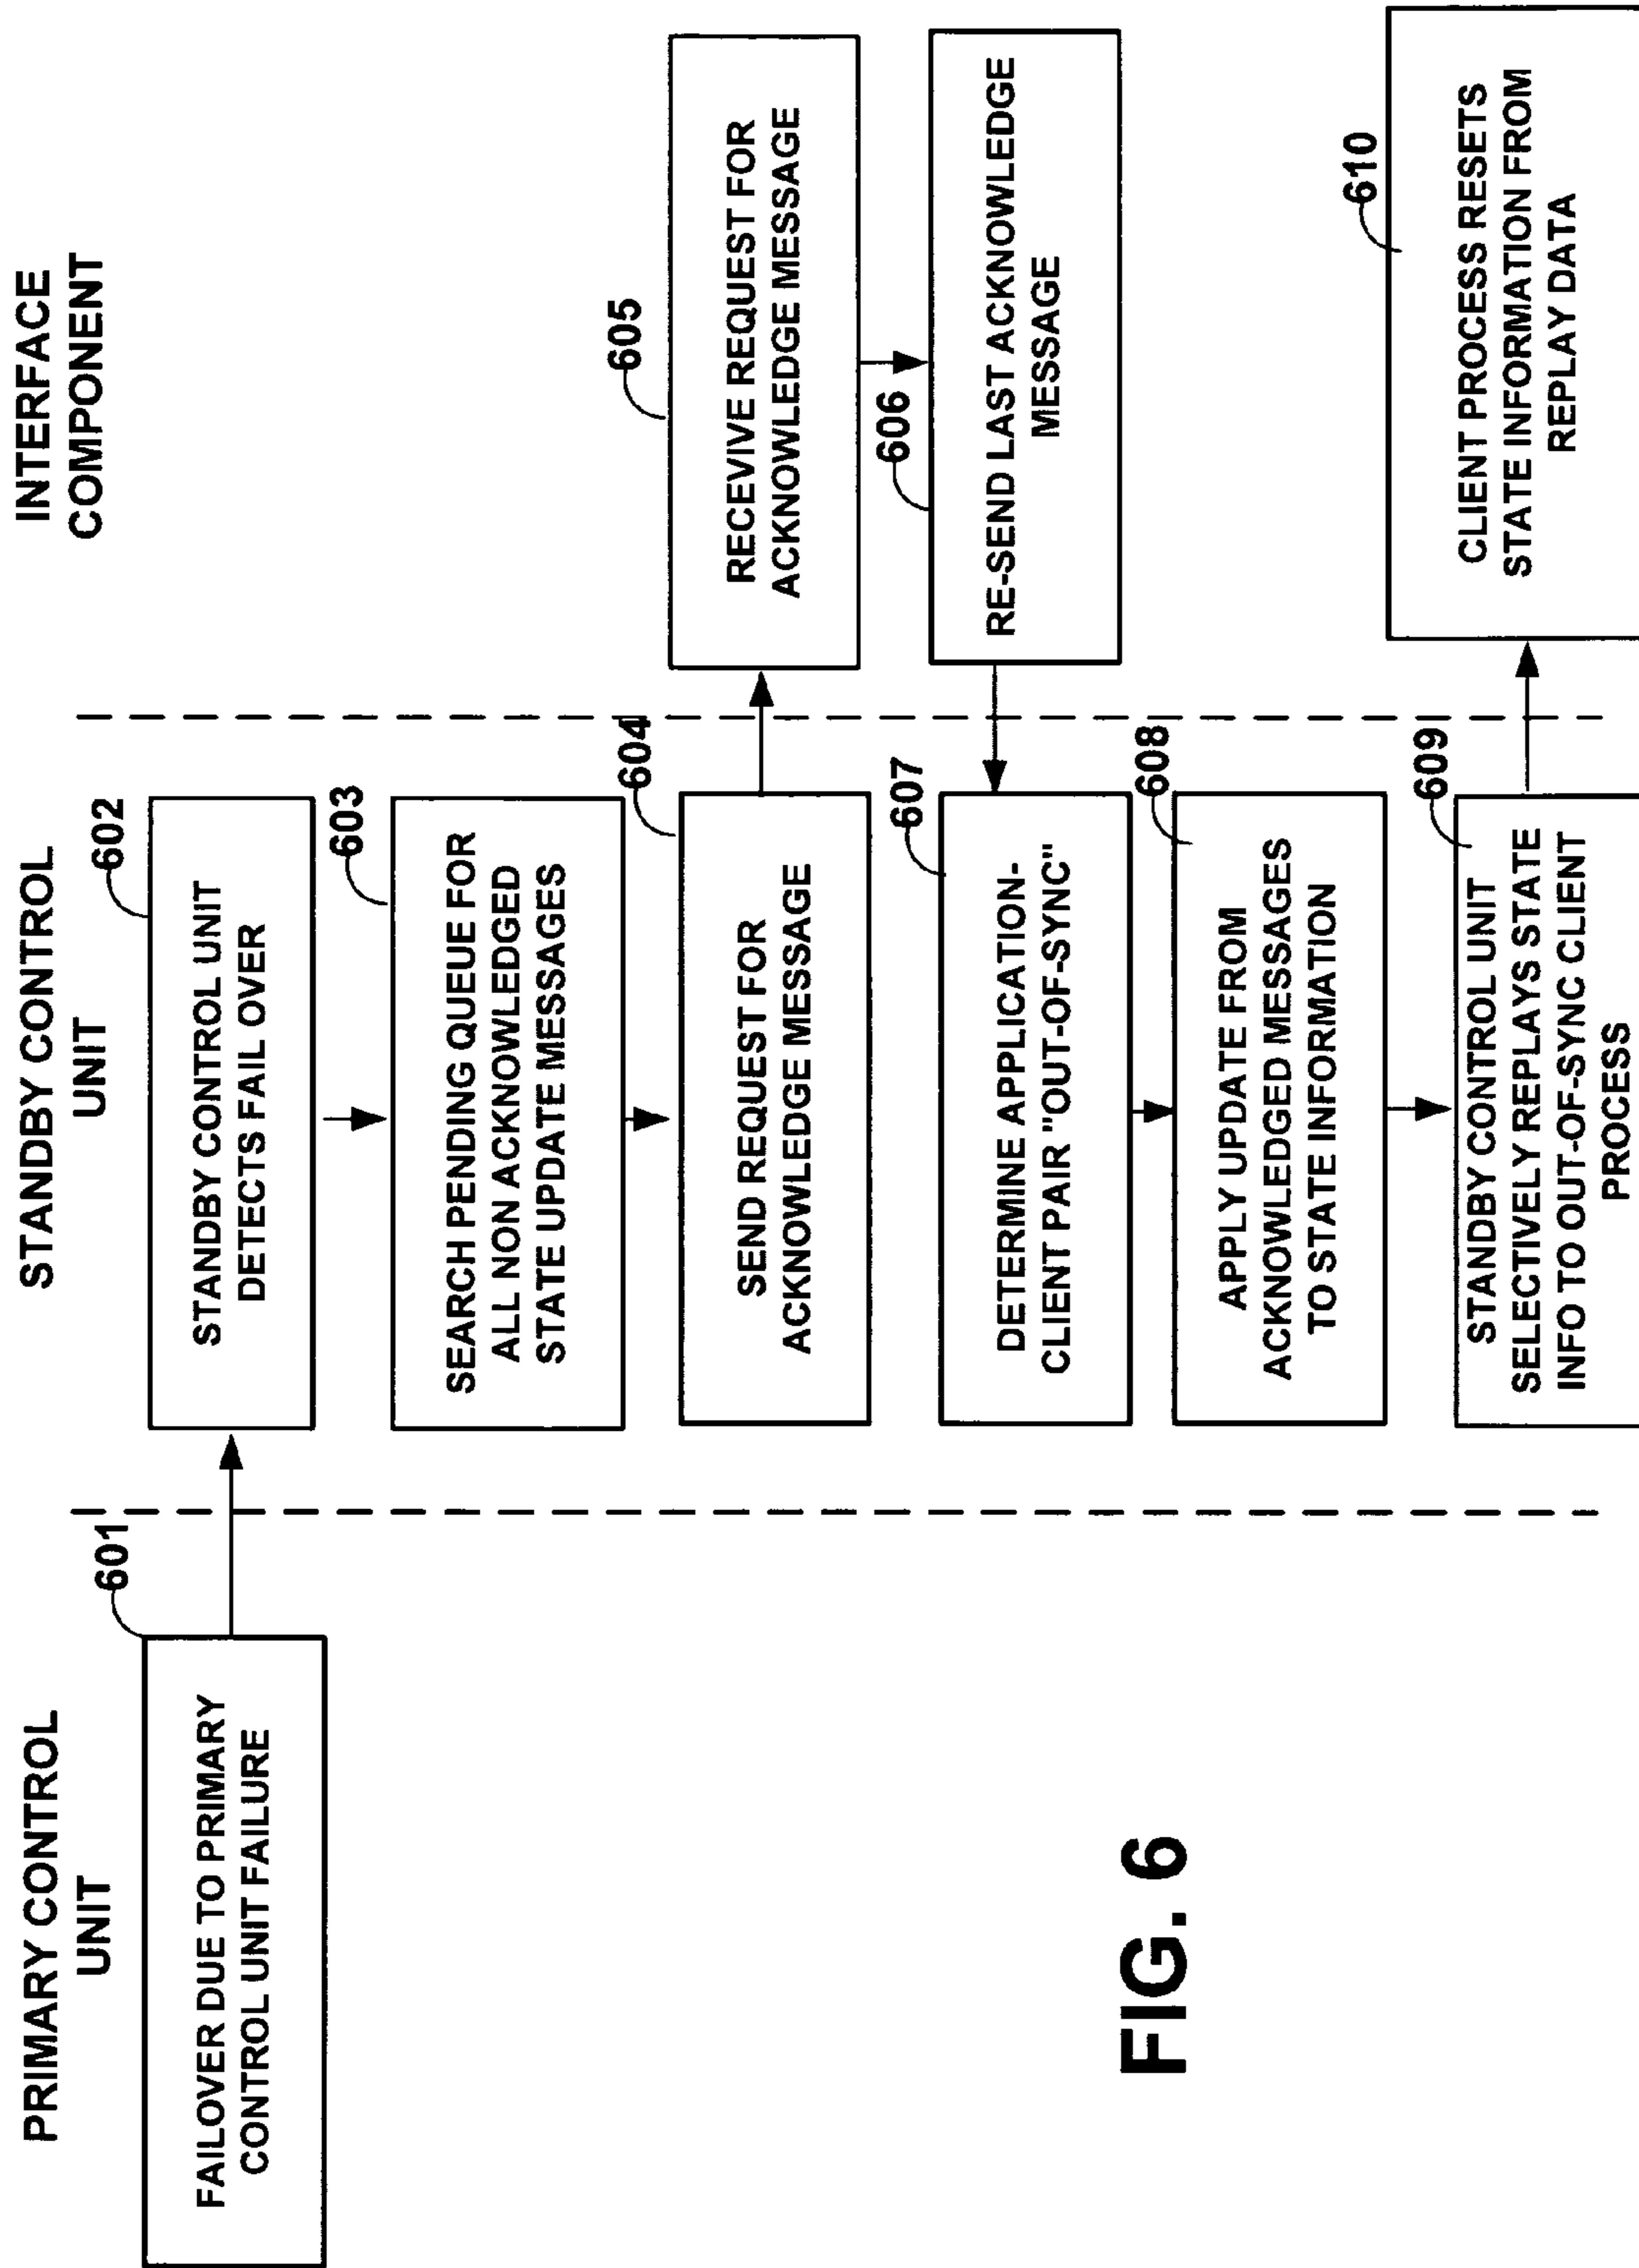 PRIMARY CONTROL
UNIT
STANDBY CONTROL
UNIT
INTERFACE
COMPONENT
601
FAILOVER DUE TO PRIMARY
CONTROL UNIT FAILURE
602
STANDBY CONTROL UNIT
DETECTS FAIL OVER
603
SEARCH PENDING QUEUE FOR
ALL NON ACKNOWLEDGED
STATE UPDATE MESSAGES
604
SEND REQUEST FOR
ACKNOWLEDGE MESSAGE
605
RECEVIVE REQUEST FOR
ACKNOWLEDGE MESSAGE
606
RE-SEND LAST ACKNOWLEDGE
MESSAGE
607
DETERMINE APPLICATION-
CLIENT PAIR "OUT-OF-SYNC"
608
APPLY UPDATE FROM
ACKNOWLEDGED MESSAGES
TO STATE INFORMATION
609
STANDBY CONTROL UNIT
SELECTIVELY REPLAYS STATE
INFO TO OUT-OF-SYNC CLIENT
PROCESS
610
CLIENT PROCESS RESETS
STATE INFORMATION FROM
REPLAY DATA
FIG. 6